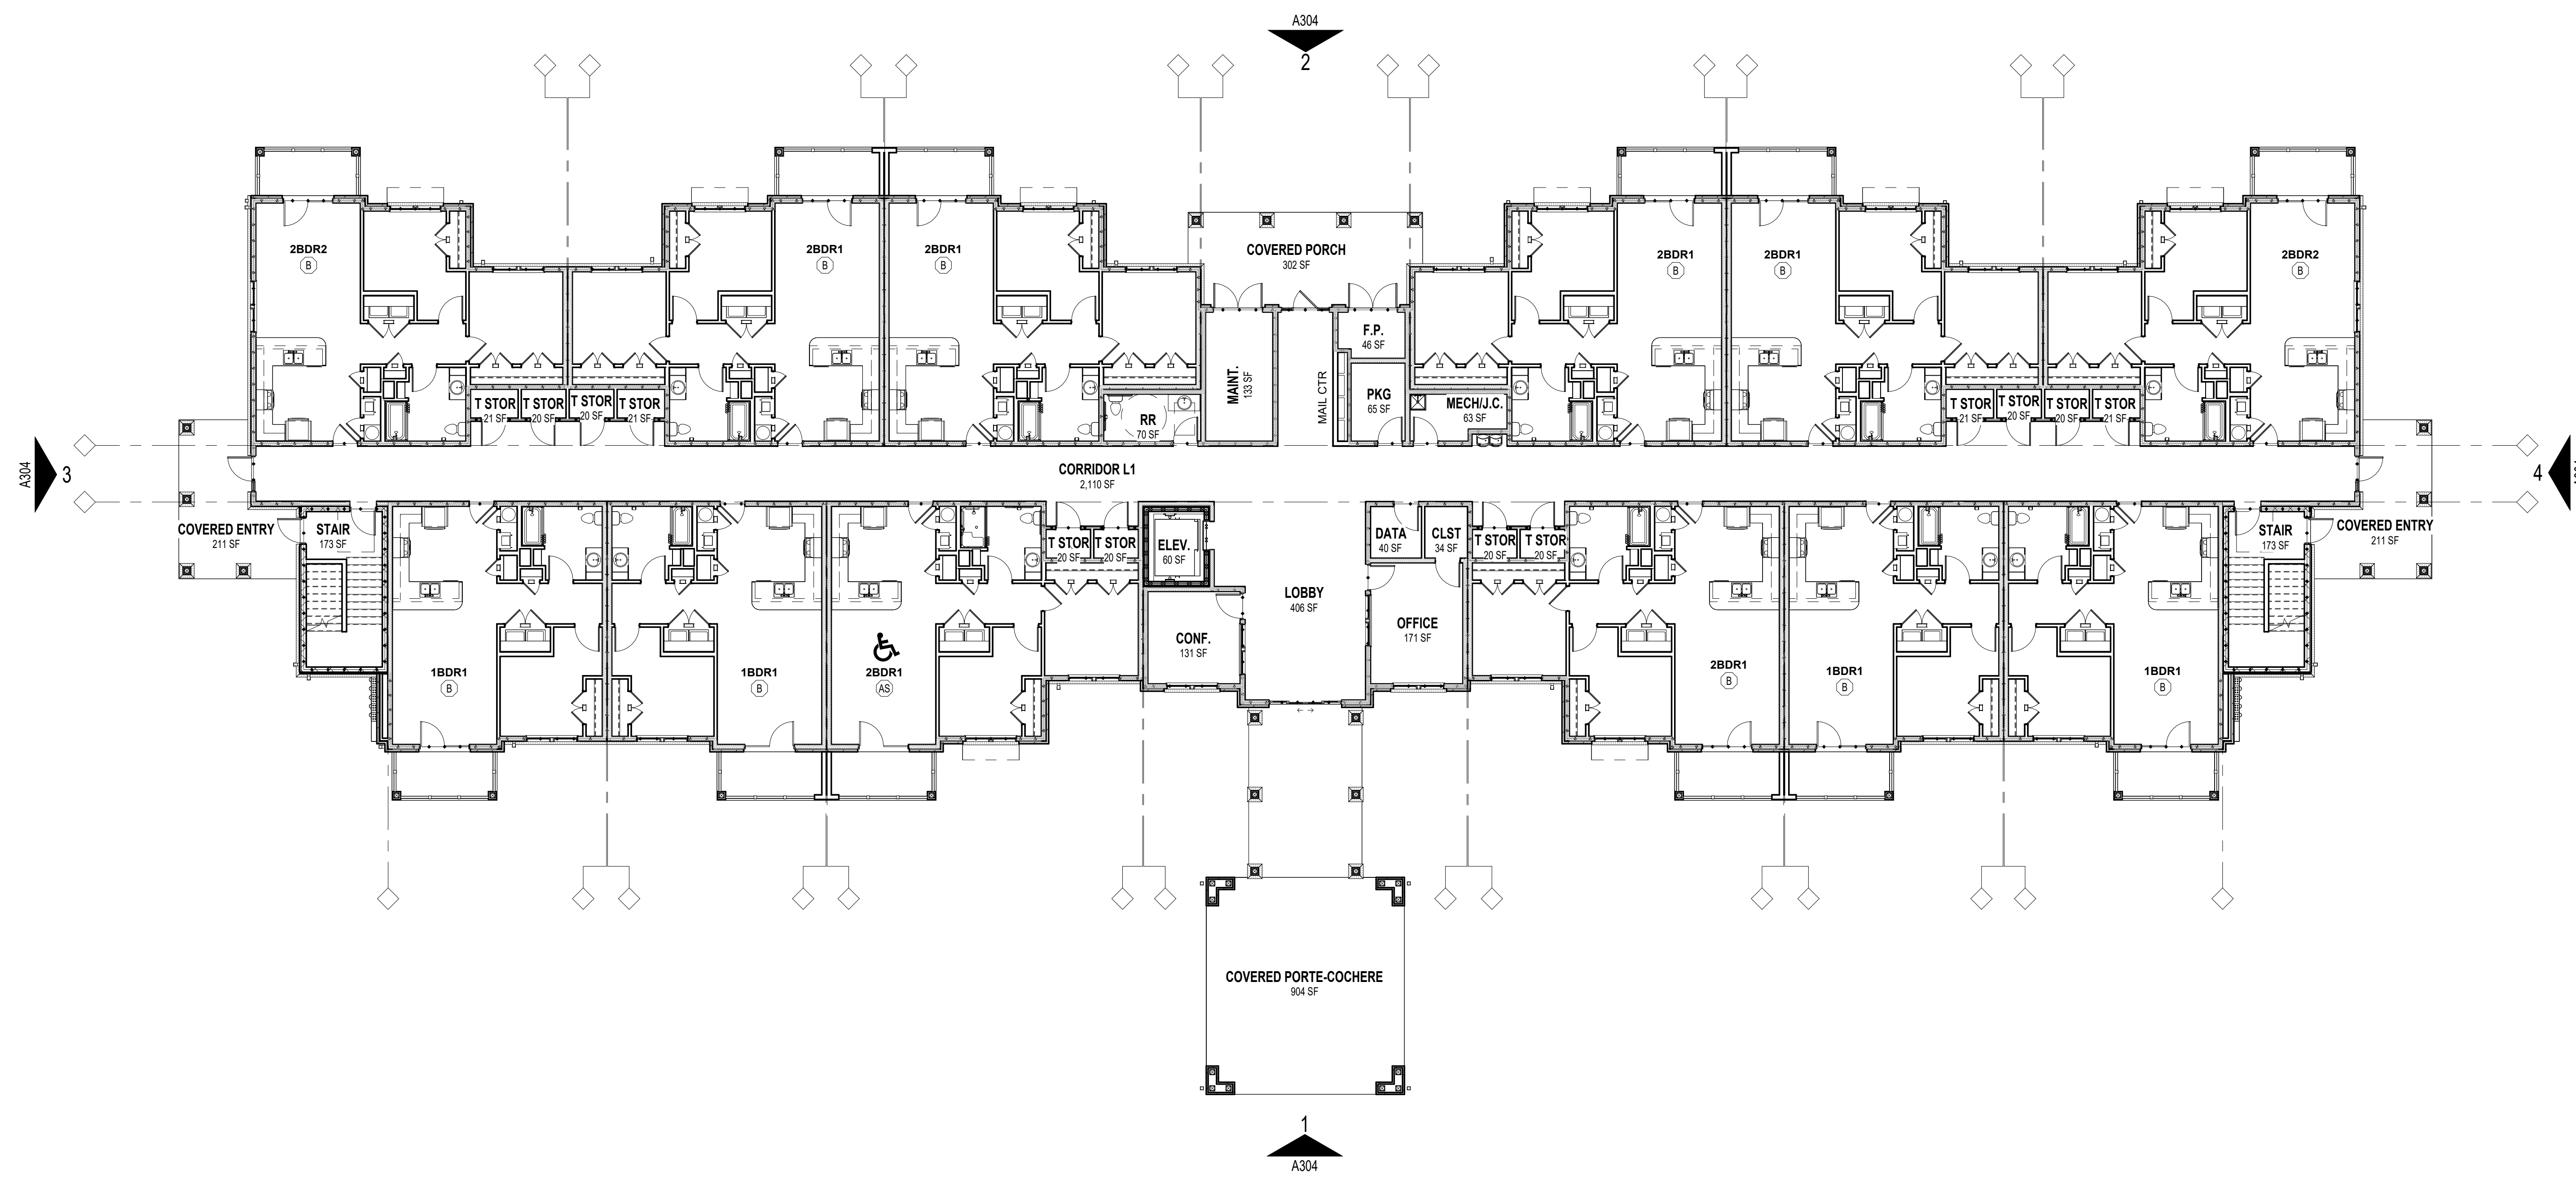 A304
2
2BDR2
B
2BDR1
B
2BDR1
B
COVERED PORCH
302 SF
2BDR1
B
2BDR1
B
2BDR2
B
F.P.
46 SF
MAINT.
133 SF
MAIL CTR
PKG
65 SF
MECH/J.C.
63 SF
T STOR
21 SF
T STOR
20 SF
T STOR
20 SF
T STOR
21 SF
RR
70 SF
T STOR
21 SF
T STOR
20 SF
T STOR
20 SF
T STOR
21 SF
A304
3
CORRIDOR L1
2,110 SF
4
COVERED ENTRY
211 SF
STAIR
173 SF
T STOR
20 SF
T STOR
20 SF
ELEV.
60 SF
LOBBY
406 SF
DATA
40 SF
CLST
34 SF
T STOR
20 SF
T STOR
20 SF
STAIR
173 SF
COVERED ENTRY
211 SF
CONF.
131 SF
OFFICE
171 SF
1BDR1
B
1BDR1
B
2BDR1
AS
2BDR1
B
1BDR1
B
1BDR1
B
COVERED PORTE-COCHERE
904 SF
1
A304